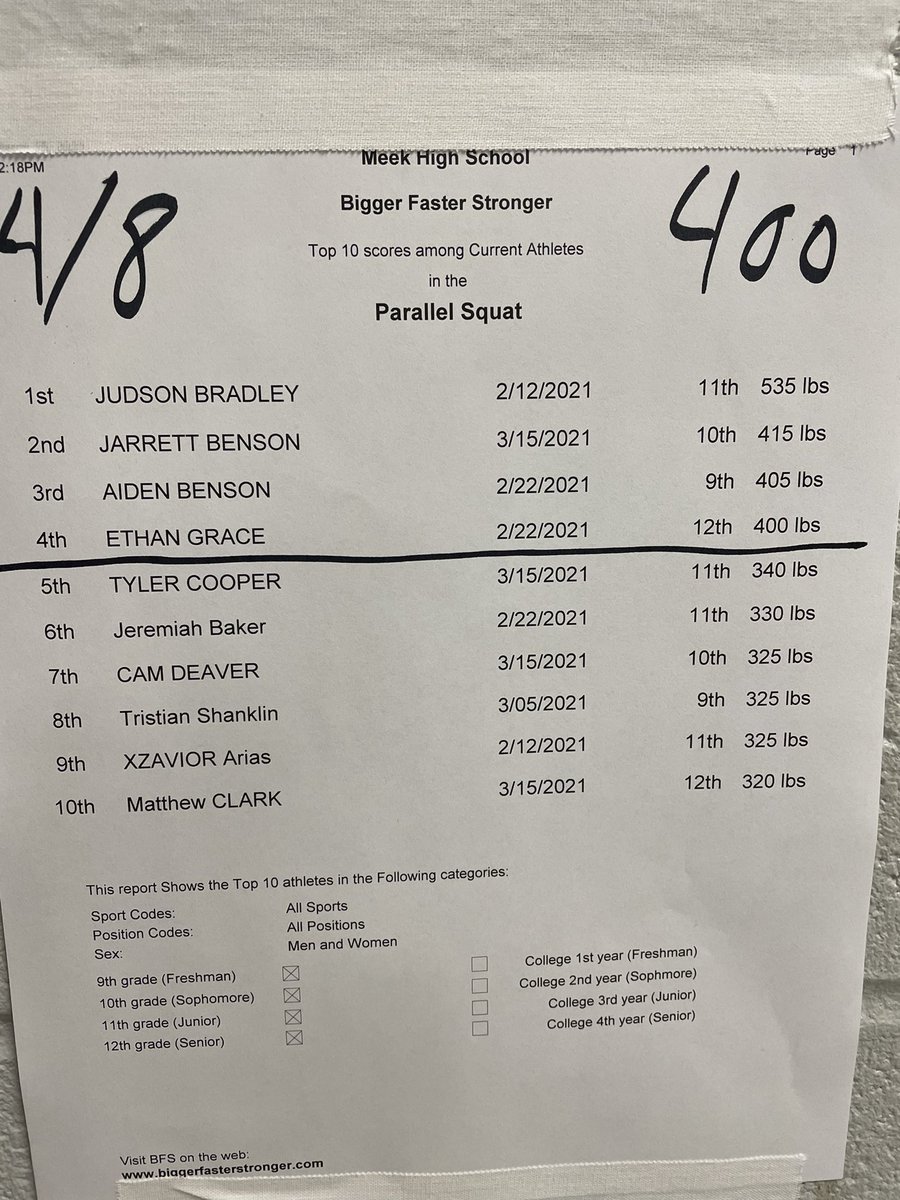 2:18PM
Meek High School
Page 1
4/8
Bigger Faster Stronger
400
Top 10 scores among Current Athletes
in the
Parallel Squat
1st JUDSON BRADLEY 2/12/2021 11th 535 lbs
2nd JARRETT BENSON 3/15/2021 10th 415 lbs
3rd AIDEN BENSON 2/22/2021 9th 405 lbs
4th ETHAN GRACE 2/22/2021 12th 400 lbs
5th TYLER COOPER 3/15/2021 11th 340 lbs
6th Jeremiah Baker 2/22/2021 11th 330 lbs
7th CAM DEAVER 3/15/2021 10th 325 lbs
8th Tristian Shanklin 3/05/2021 9th 325 lbs
9th XZAVIOR Arias 2/12/2021 11th 325 lbs
10th Matthew CLARK 3/15/2021 12th 320 lbs
This report Shows the Top 10 athletes in the Following categories:
Sport Codes: All Sports
Position Codes: All Positions
Sex: Men and Women
9th grade (Freshman) College 1st year (Freshman)
10th grade (Sophomore) College 2nd year (Sophmore)
11th grade (Junior) College 3rd year (Junior)
12th grade (Senior) College 4th year (Senior)
Visit BFS on the web:
www.biggerfasterstronger.com